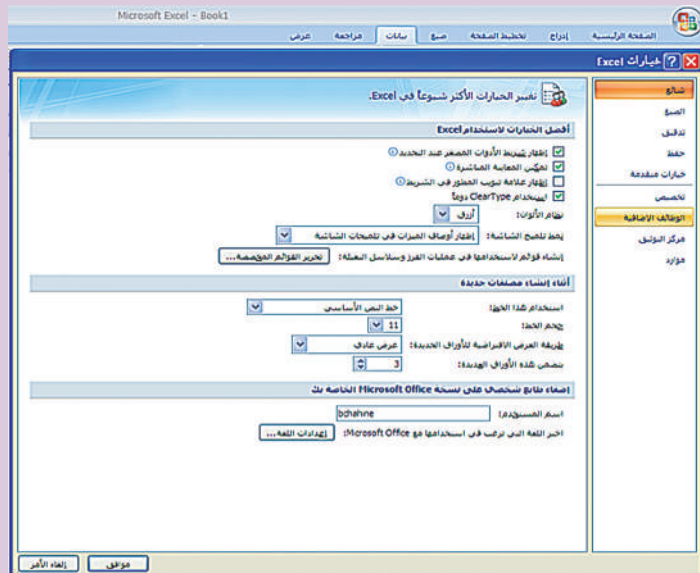 Microsoft Excel - Book1
الصفحة الرئيسية إدراج تخطيط الصفحة صيغ بيانات مراجعة عرض
خيارات Excel
شائع
الصيغ
تدقيق
حفظ
خيارات متقدمة
تخصيص
الوظائف الإضافية
مركز التوثيق
موارد
تغيير الخيارات الأكثر شيوعاً في Excel.
أفضل الخيارات لاستخدام Excel
إظهار شريط الأدوات المصغر عند التحديد
تمكين المعاينة المباشرة
إظهار علامة تبويب المطور في الشريط
استخدام ClearType دوماً
نظام الألوان: أزرق
نمط تلميح الشاشة: إظهار أوصاف الميزات في تلميحات الشاشة
إنشاء قوائم لاستخدامها في عمليات الفرز وسلاسل التعبئة: تحرير القوائم المخصصة...
أثناء إنشاء مصنفات جديدة
استخدام هذا الخط: خط النص الأساسي
حجم الخط: 11
طريقة العرض الافتراضية للأوراق الجديدة: عرض عادي
تضمين هذه الأوراق العديدة: 3
إضفاء طابع شخصي على نسخة Microsoft Office الخاصة بك
اسم المستخدم: bchahine
اختر اللغة التي ترغب في استخدامها مع Microsoft Office: إعدادات اللغة...
موافق إلغاء الأمر